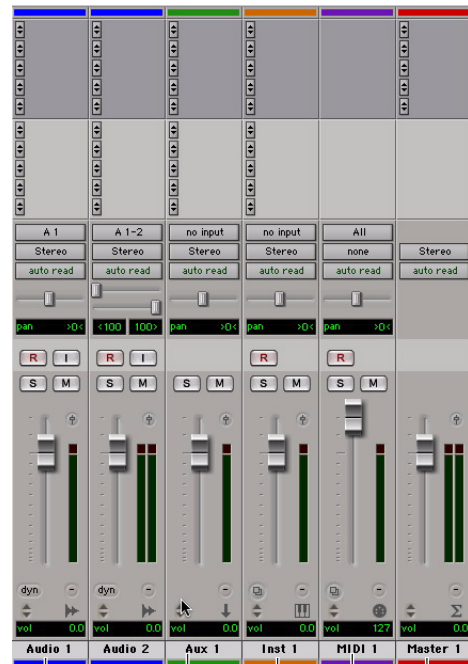 A 1 A 1-2 no input no input All
Stereo Stereo Stereo Stereo none Stereo
auto read auto read auto read auto read auto read auto read
pan >0< <100 100> pan >0< pan >0< pan >0<
R I R I R R
S M S M S M S M S M
dyn dyn
vol 0.0 vol 0.0 vol 0.0 vol 0.0 vol 127 vol 0.0
Audio 1 Audio 2 Aux 1 Inst 1 MIDI 1 Master 1